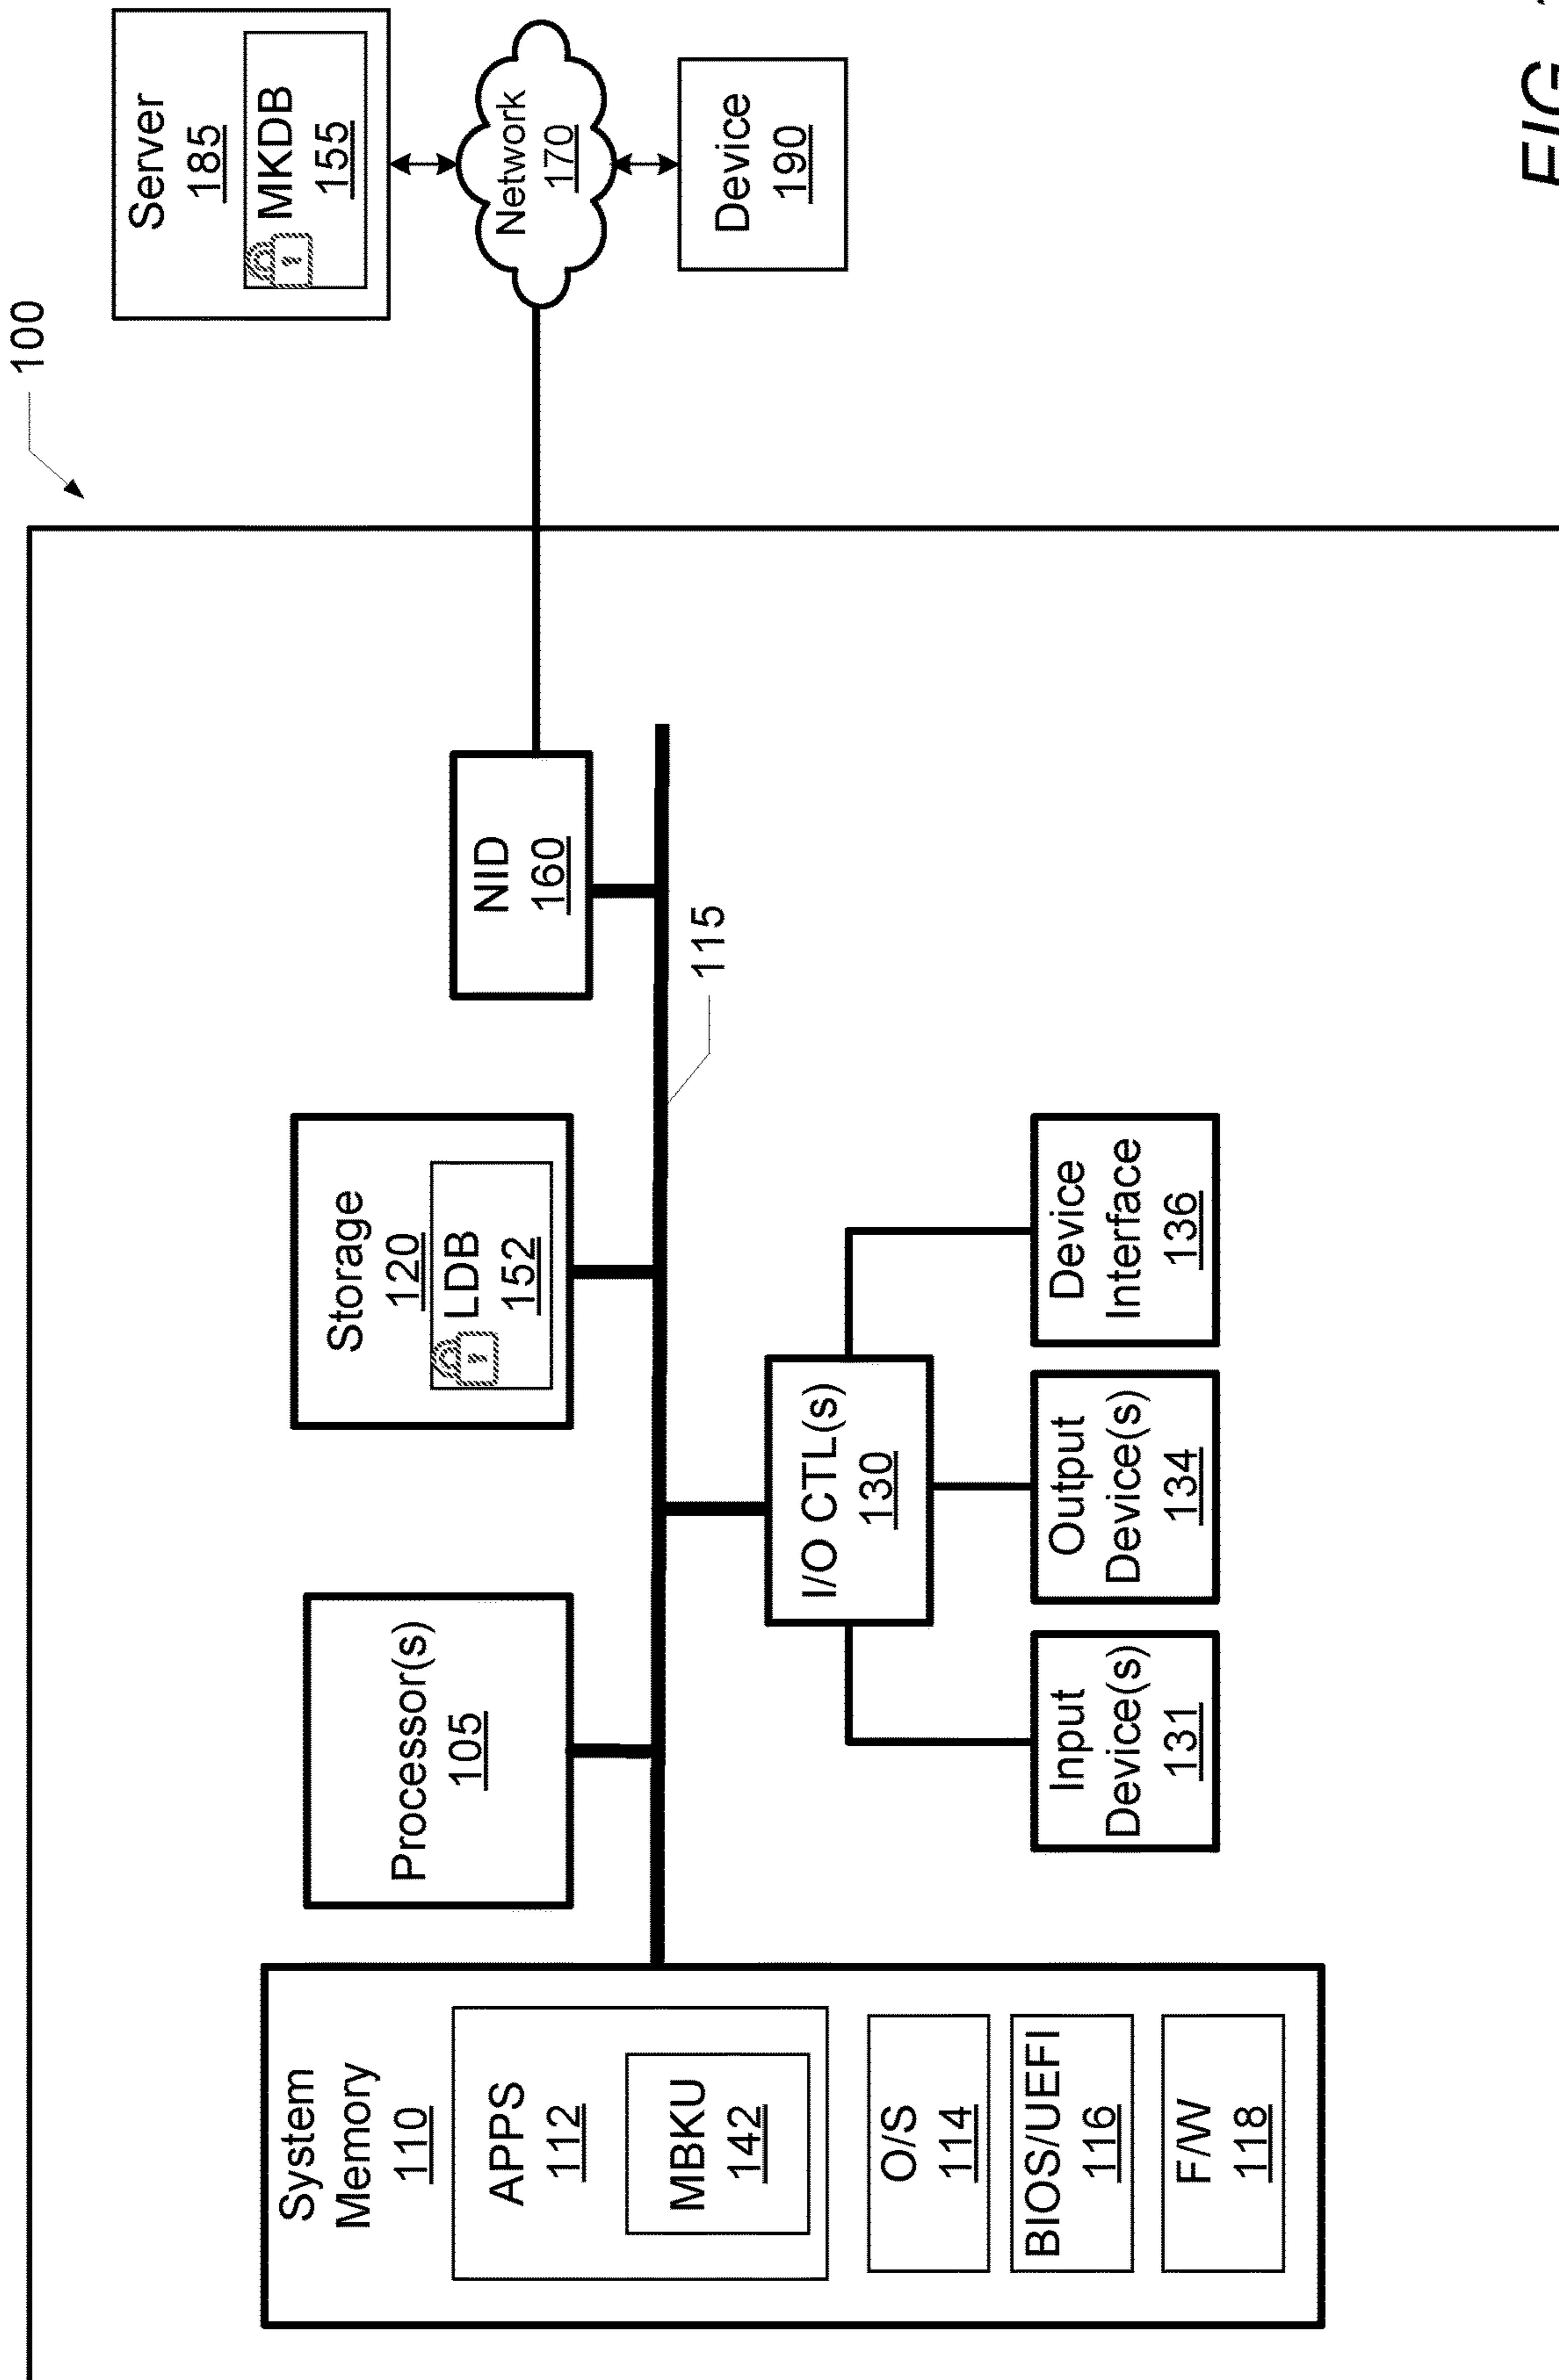 100
System
Memory
110
APPS
112
MBKU
142
O/S
114
BIOS/UEFI
116
F/W
118
Processor(s)
105
Storage
120
LDB
152
NID
160
115
I/O CTL(s)
130
Input
Device(s)
131
Output
Device(s)
134
Device
Interface
136
Server
185
MKDB
155
Network
170
Device
190
FIG.